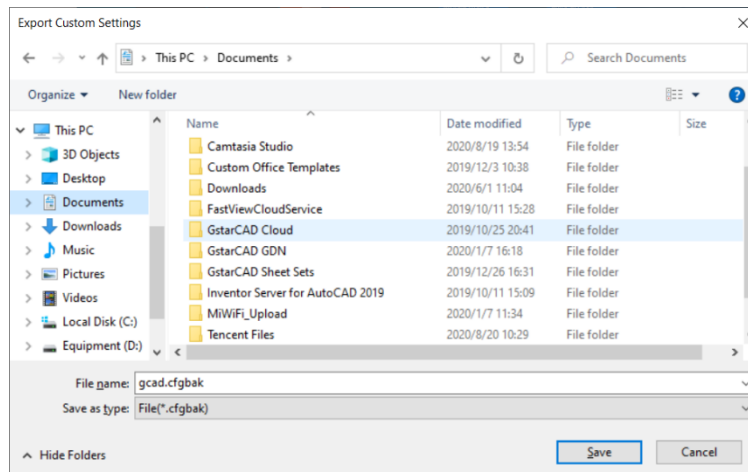 Export Custom Settings
This PC > Documents >
Search Documents
Organize
New folder
Name
Date modified
Type
Size
This PC
3D Objects
Desktop
Documents
Downloads
Music
Pictures
Videos
Local Disk (C:)
Equipment (D:)
Camtasia Studio 2020/8/19 13:54 File folder
Custom Office Templates 2019/12/3 10:38 File folder
Downloads 2020/6/1 11:04 File folder
FastViewCloudService 2019/10/11 15:28 File folder
GstarCAD Cloud 2019/10/25 20:41 File folder
GstarCAD GDN 2020/1/7 16:18 File folder
GstarCAD Sheet Sets 2019/12/26 16:31 File folder
Inventor Server for AutoCAD 2019 2019/10/11 15:09 File folder
MiWiFi_Upload 2020/1/7 11:34 File folder
Tencent Files 2020/8/20 10:29 File folder
File name: gcad.cfgbak
Save as type: File(*.cfgbak)
Hide Folders
Save
Cancel